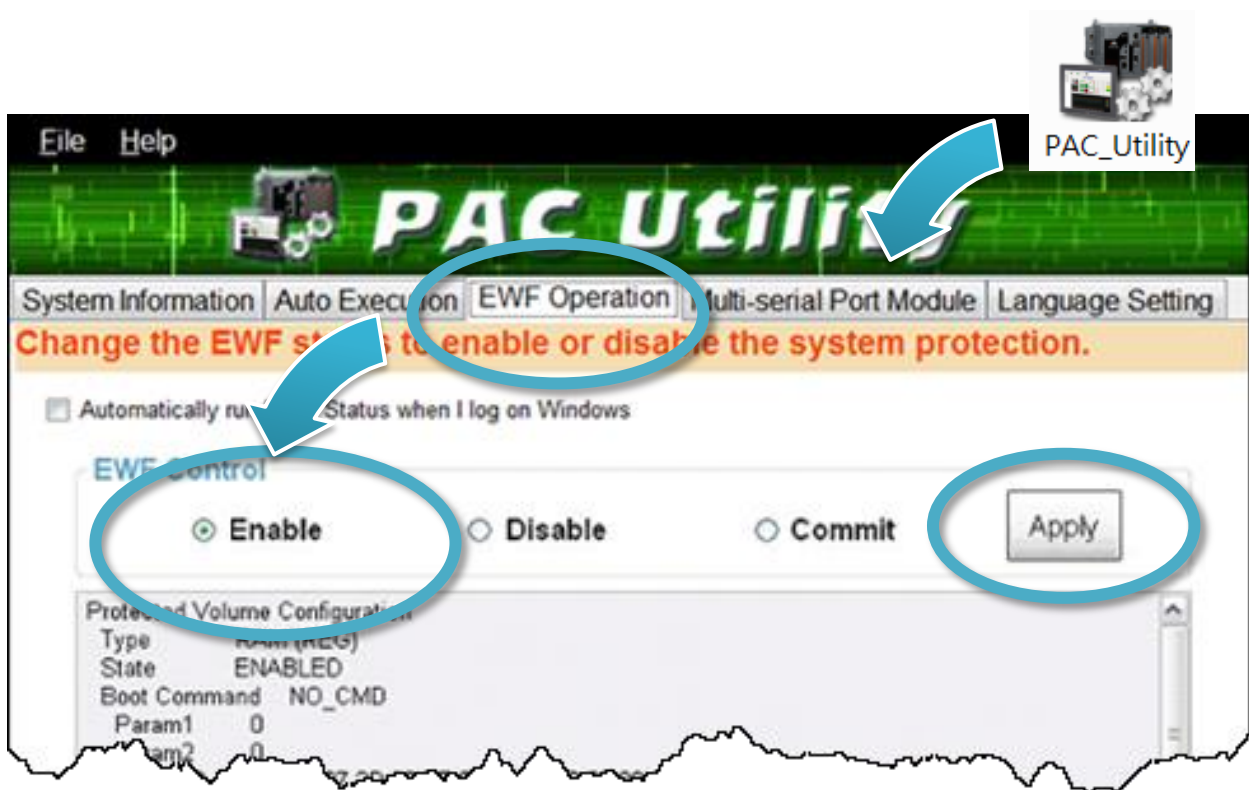 PAC_Utility
File Help
PAC Utility
System Information Auto Execution EWF Operation Multi-serial Port Module Language Setting
Change the EWF status to enable or disable the system protection.
Automatically run Status when I log on Windows
EWF Control
Enable Disable Commit Apply
Protected Volume Configuration
Type RAM (REG)
State ENABLED
Boot Command NO_CMD
Param1 0
Param2 0